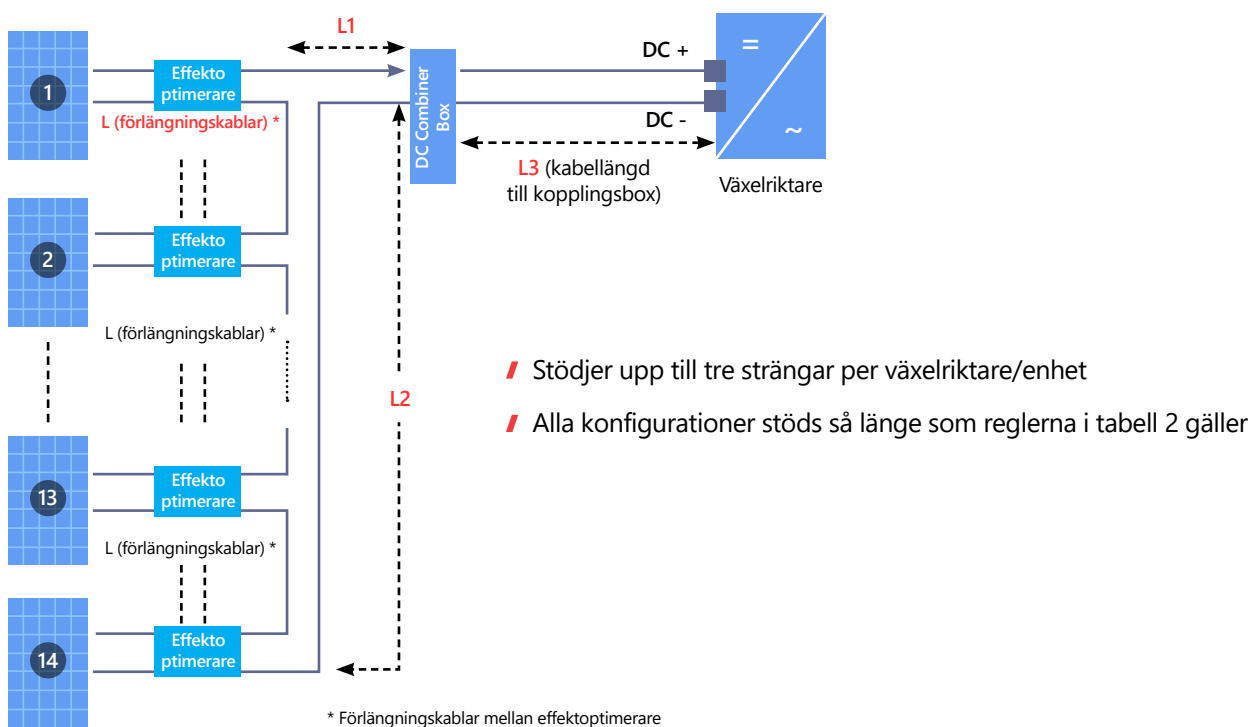 L1
1
Effekto
ptimerare
L (förlängningskablar) *
DC Combiner
Box
DC +
DC -
=
~
L3 (kabellängd
till kopplingsbox)
Växelriktare
2
Effekto
ptimerare
L (förlängningskablar) *
L2
Stödjer upp till tre strängar per växelriktare/enhet
Alla konfigurationer stöds så länge som reglerna i tabell 2 gäller
13
Effekto
ptimerare
L (förlängningskablar) *
14
Effekto
ptimerare
* Förlängningskablar mellan effektoptimerare